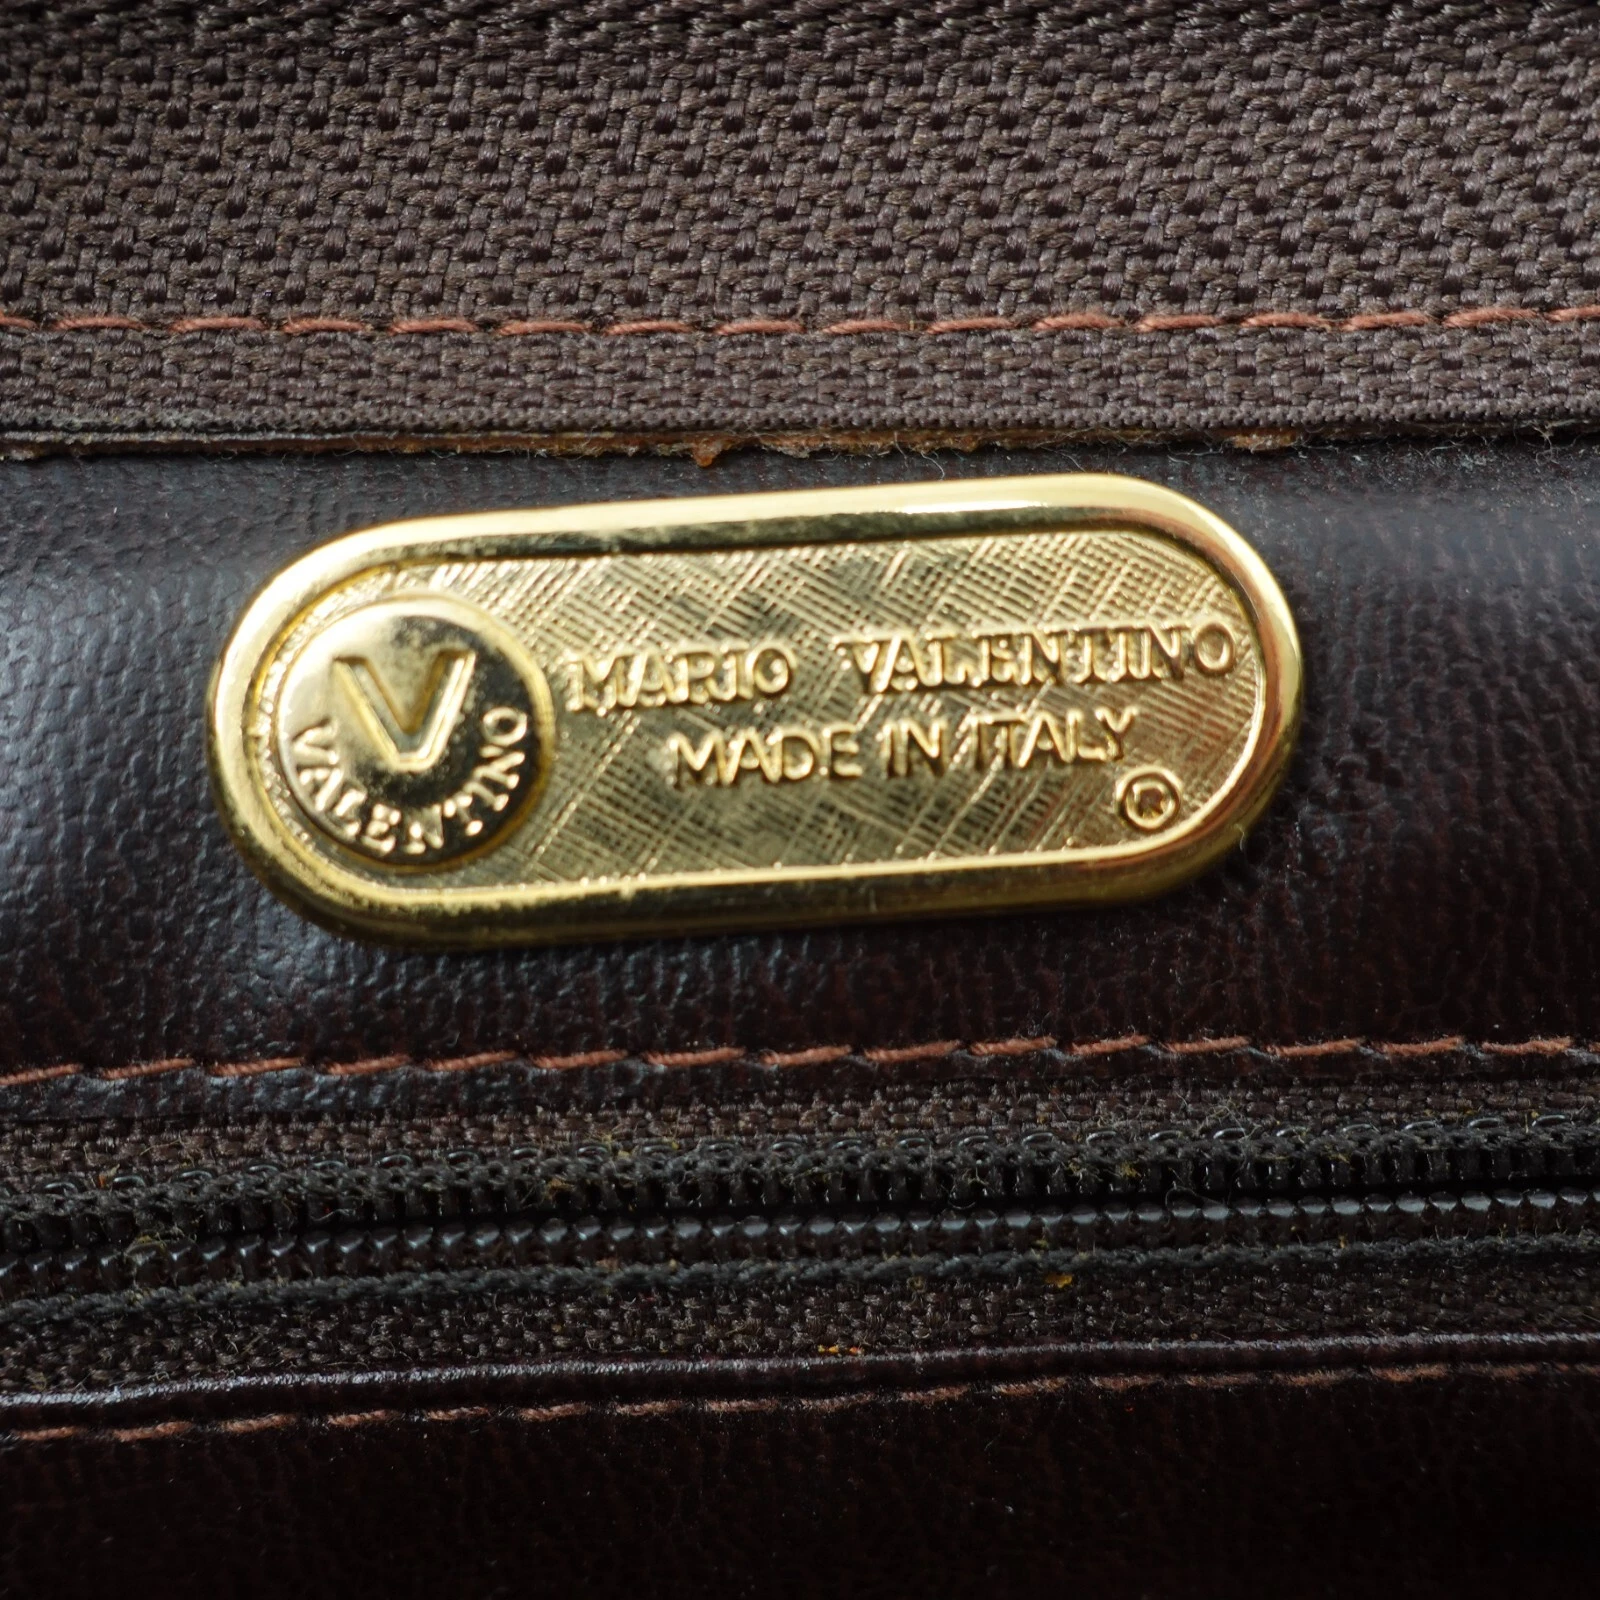 V
VALENTINO
MARIO VALENTINO
MADE IN ITALY
®